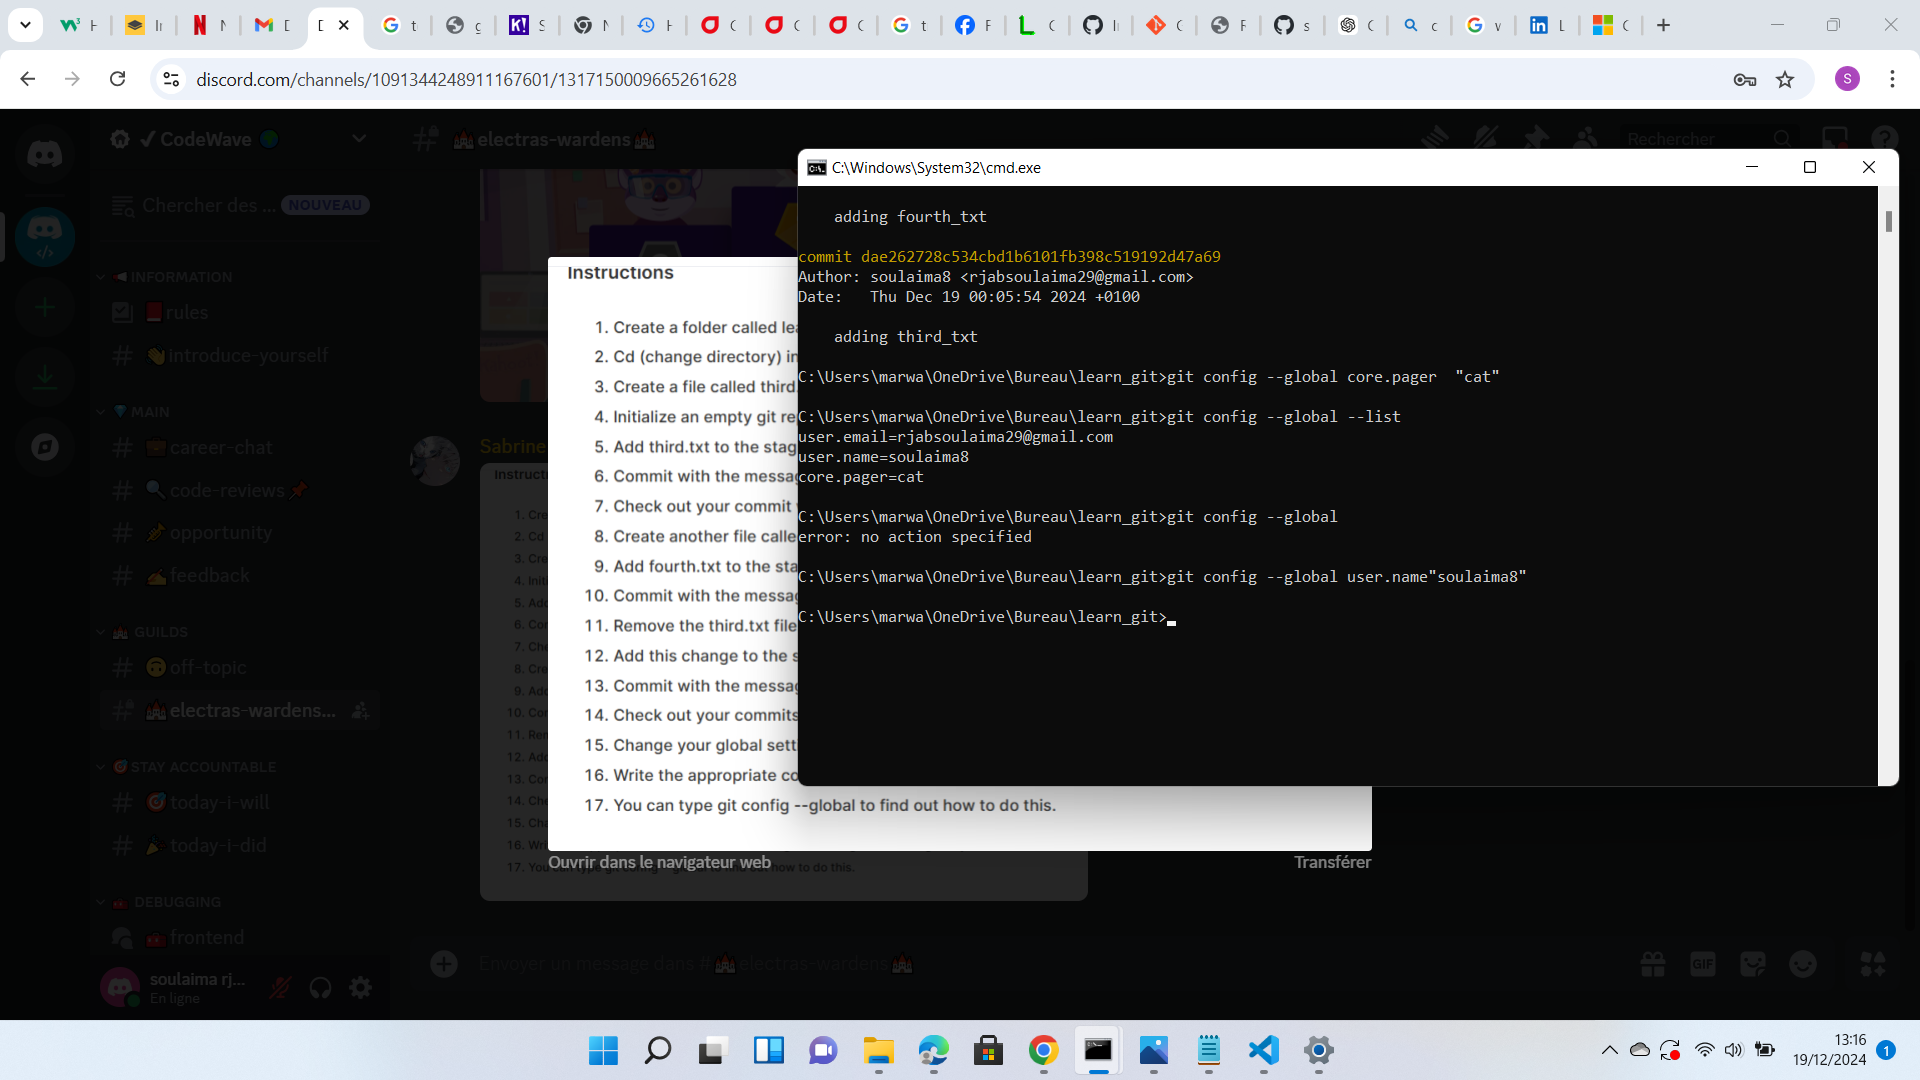 discord.com/channels/1091344248911167601/1317150009665261628
CodeWave
electras-wardens
Rechercher
Chercher des ... NOUVEAU
INFORMATION
rules
introduce-yourself
MAIN
career-chat
code-reviews
opportunity
feedback
GUILDS
off-topic
electras-wardens...
STAY ACCOUNTABLE
today-i-will
today-i-did
DEBUGGING
frontend
soulaima rj...
En ligne
Sabrine
Instructions
1. Create a folder called lea
2. Cd (change directory) in
3. Create a file called third
4. Initialize an empty git re
5. Add third.txt to the stag
6. Commit with the messag
7. Check out your commit
8. Create another file calle
9. Add fourth.txt to the sta
10. Commit with the messag
11. Remove the third.txt file
12. Add this change to the s
13. Commit with the messag
14. Check out your commits
15. Change your global sett
16. Write the appropriate co
17. You can type git config --global to find out how to do this.
Ouvrir dans le navigateur web
Transférer
Envoyer un message dans # electras-wardens
GIF
C:\Windows\System32\cmd.exe
adding fourth_txt
commit dae262728c534cbd1b6101fb398c519192d47a69
Author: soulaima8 <rjabsoulaima29@gmail.com>
Date:   Thu Dec 19 00:05:54 2024 +0100
adding third_txt
C:\Users\marwa\OneDrive\Bureau\learn_git>git config --global core.pager  "cat"
C:\Users\marwa\OneDrive\Bureau\learn_git>git config --global --list
user.email=rjabsoulaima29@gmail.com
user.name=soulaima8
core.pager=cat
C:\Users\marwa\OneDrive\Bureau\learn_git>git config --global
error: no action specified
C:\Users\marwa\OneDrive\Bureau\learn_git>git config --global user.name"soulaima8"
C:\Users\marwa\OneDrive\Bureau\learn_git>
13:16
19/12/2024
1